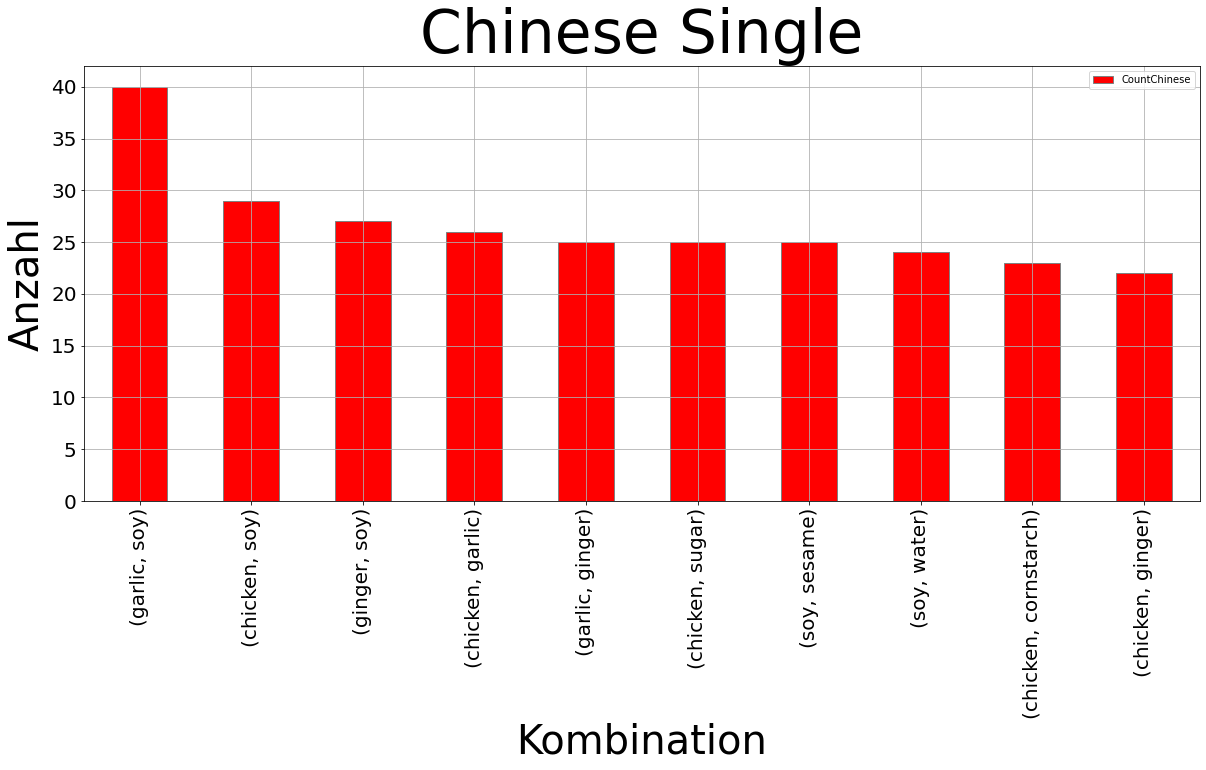 Chinese Single
CountChinese
Anzahl
40
35
30
25
20
15
10
5
0
(garlic, soy)
(chicken, soy)
(ginger, soy)
(chicken, garlic)
(garlic, ginger)
(chicken, sugar)
(soy, sesame)
(soy, water)
(chicken, cornstarch)
(chicken, ginger)
Kombination